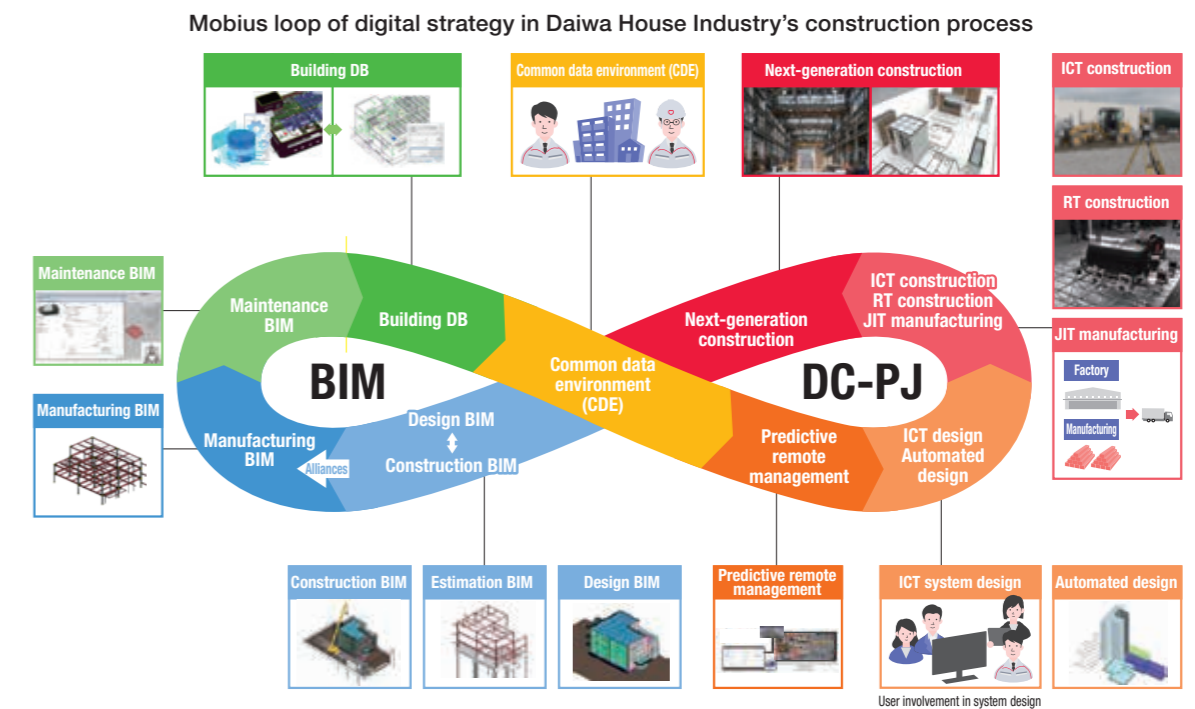 Mobius loop of digital strategy in Daiwa House Industry's construction process
Building DB
Common data environment (CDE)
Next-generation construction
ICT construction
RT construction
JIT manufacturing
Factory
Manufacturing
Maintenance BIM
Manufacturing BIM
Maintenance
BIM
Building DB
Common data
environment
(CDE)
Next-generation
construction
ICT construction
RT construction
JIT manufacturing
BIM
DC-PJ
Manufacturing
BIM
Alliances
Design BIM
Construction BIM
Predictive
remote
management
ICT design
Automated
design
Construction BIM
Estimation BIM
Design BIM
Predictive remote
management
ICT system design
User involvement in system design
Automated design